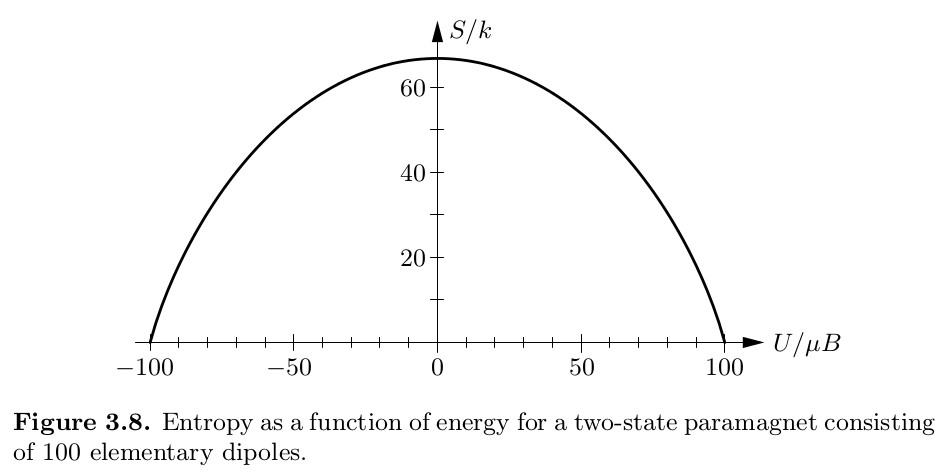 S/k
60
40
20
U/μB
−100
−50
0
50
100
Figure 3.8. Entropy as a function of energy for a two-state paramagnet consisting
of 100 elementary dipoles.